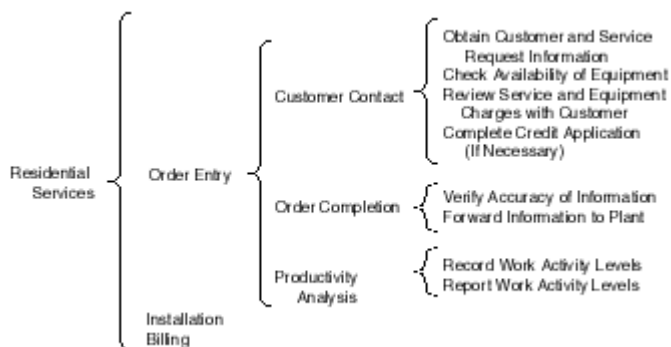 Residential
Services
Order Entry
Installation
Billing
Customer Contact
Order Completion
Productivity
Analysis
Obtain Customer and Service
Request Information
Check Availability of Equipment
Review Service and Equipment
Charges with Customer
Complete Credit Application
(If Necessary)
Verify Accuracy of Information
Forward Information to Plant
Record Work Activity Levels
Report Work Activity Levels